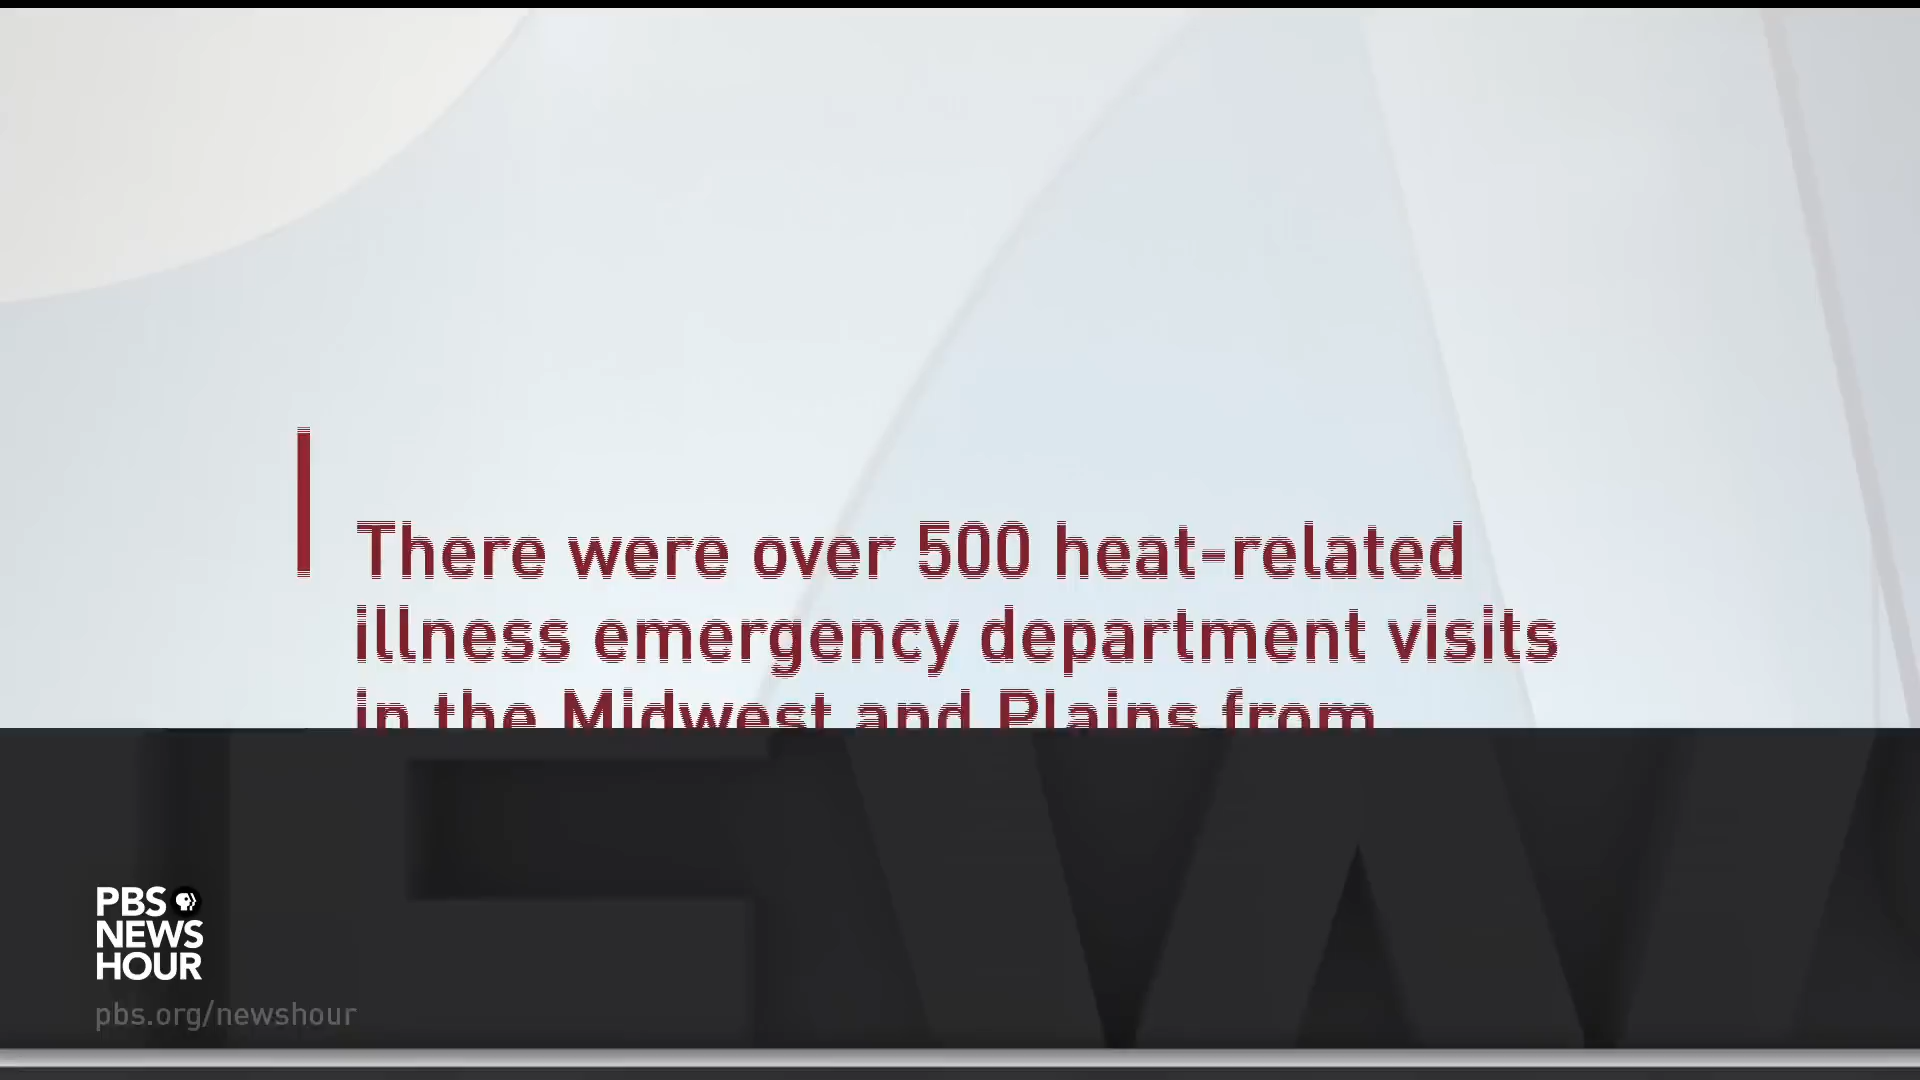 There were over 500 heat-related
illness emergency department visits
in the Midwest and Plains from
PBS
NEWS
HOUR
pbs.org/newshour